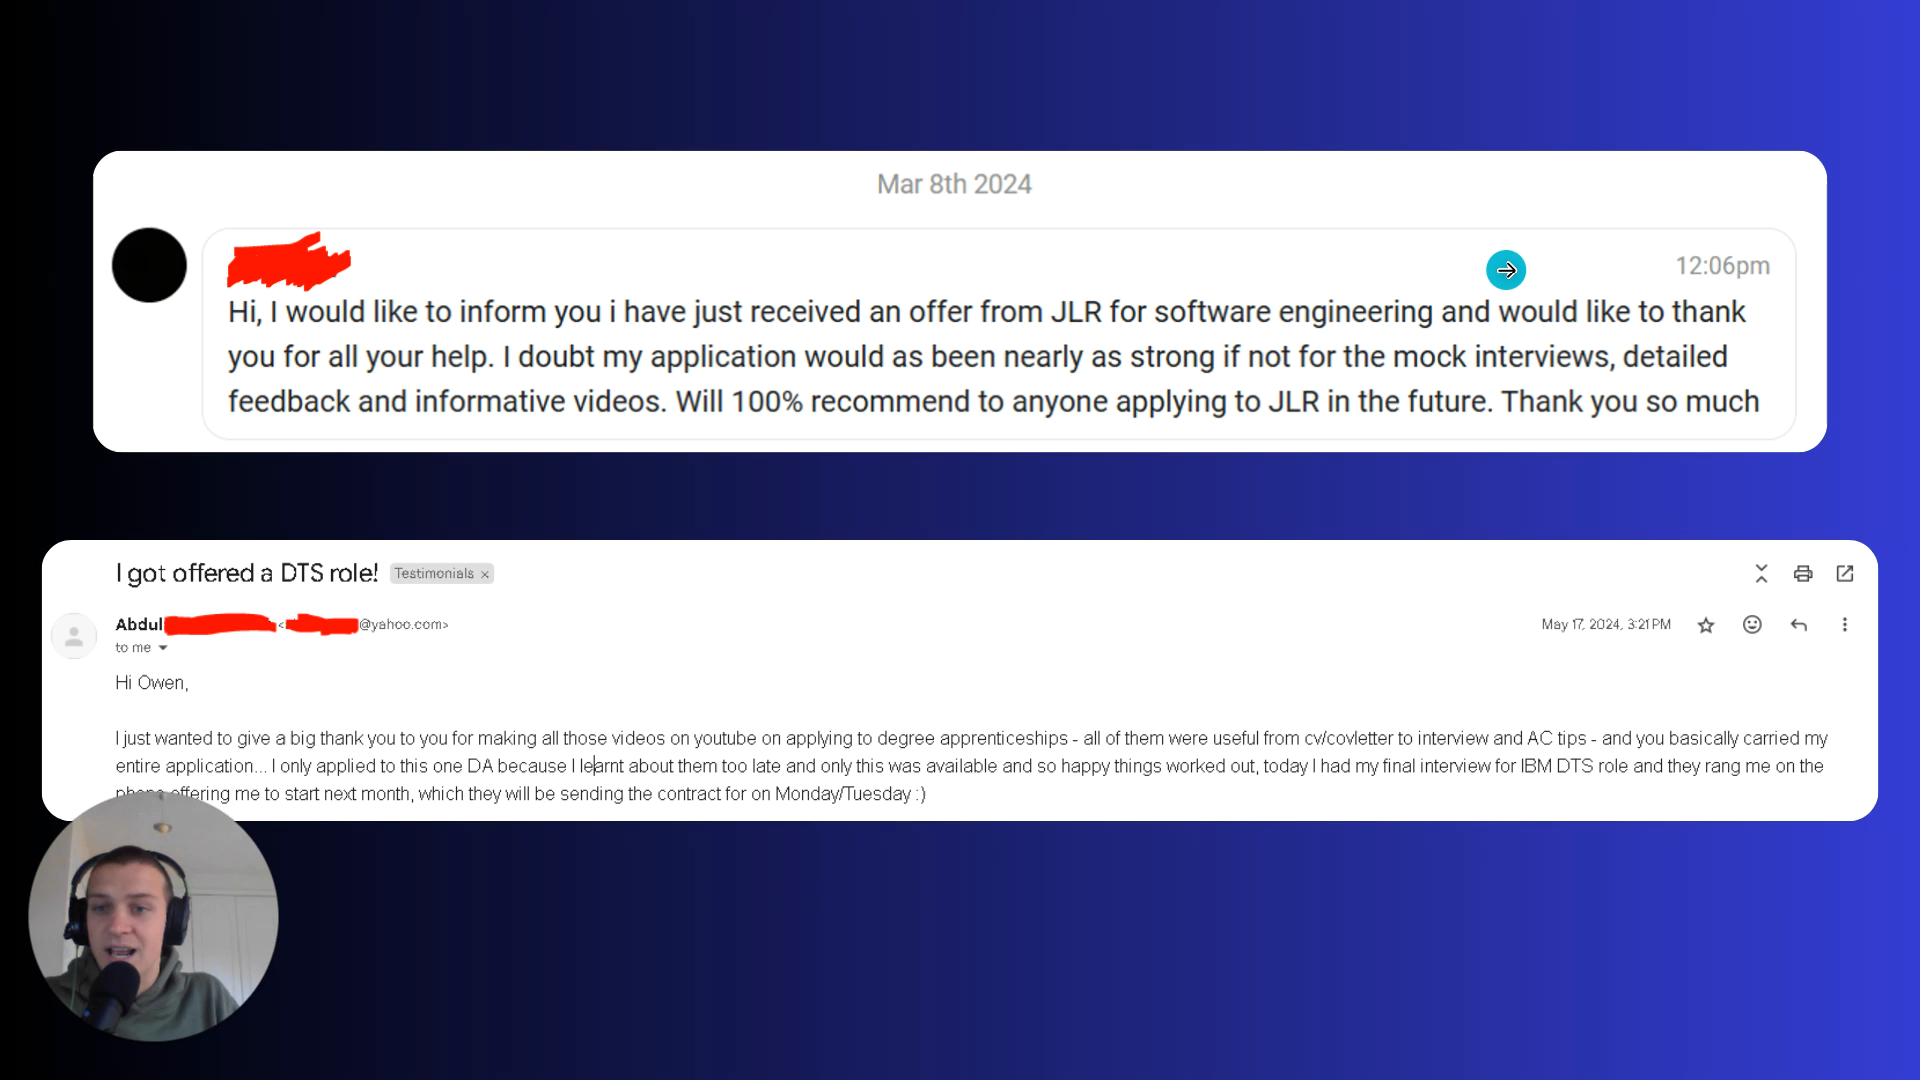 Mar 8th 2024
12:06pm
Hi, I would like to inform you i have just received an offer from JLR for software engineering and would like to thank
you for all your help. I doubt my application would as been nearly as strong if not for the mock interviews, detailed
feedback and informative videos. Will 100% recommend to anyone applying to JLR in the future. Thank you so much
I got offered a DTS role! Testimonials ×
Abdul < @yahoo.com> May 17, 2024, 3:21 PM
to me
Hi Owen,
I just wanted to give a big thank you to you for making all those videos on youtube on applying to degree apprenticeships - all of them were useful from cv/covletter to interview and AC tips - and you basically carried my
entire application... I only applied to this one DA because I learnt about them too late and only this was available and so happy things worked out, today I had my final interview for IBM DTS role and they rang me on the
phone offering me to start next month, which they will be sending the contract for on Monday/Tuesday :)